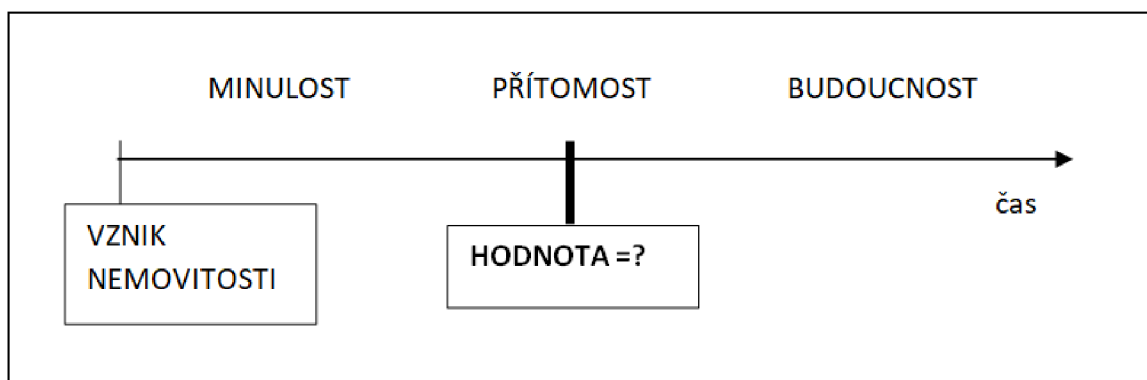 MINULOST PŘÍTOMOST BUDOUCNOST
čas
VZNIK
NEMOVITOSTI
HODNOTA =?